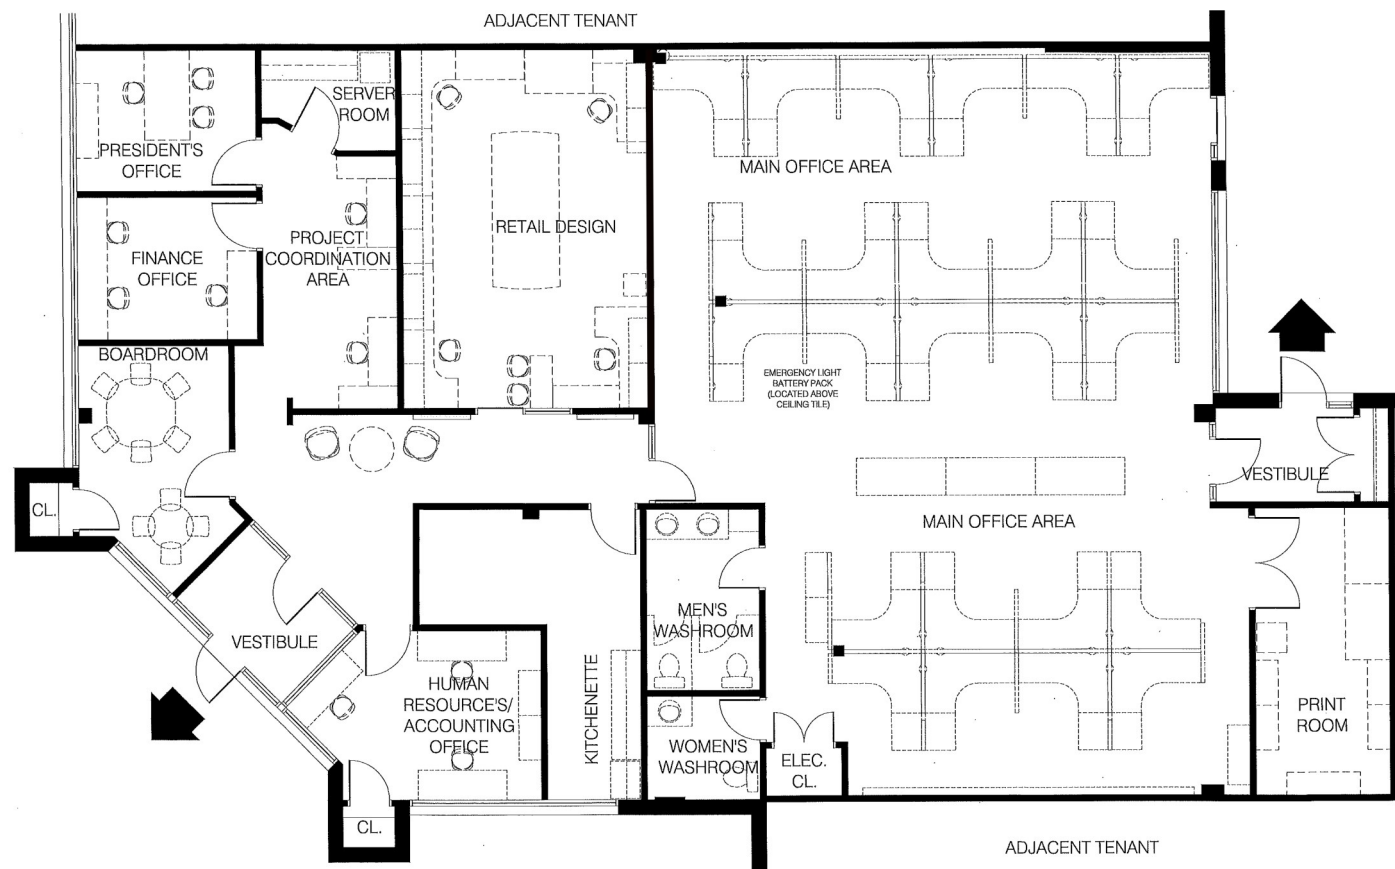 ADJACENT TENANT
SERVER
ROOM
PRESIDENT'S
OFFICE
MAIN OFFICE AREA
RETAIL DESIGN
PROJECT
COORDINATION
AREA
FINANCE
OFFICE
BOARDROOM
EMERGENCY LIGHT
BATTERY PACK
(LOCATED ABOVE
CEILING TILE)
VESTIBULE
CL.
MAIN OFFICE AREA
MEN'S
WASHROOM
VESTIBULE
HUMAN
RESOURCE'S/
ACCOUNTING
OFFICE
KITCHENETTE
PRINT
ROOM
WOMEN'S
WASHROOM
ELEC.
CL.
CL.
ADJACENT TENANT